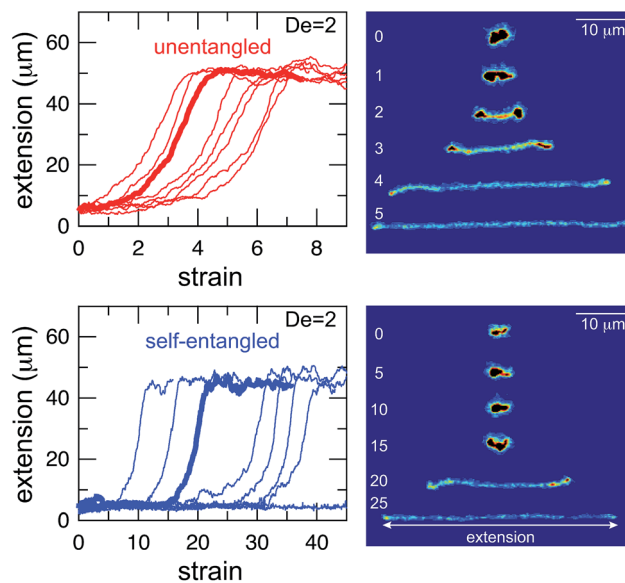 De=2
unentangled
extension (μm)
60
40
20
0
0 2 4 6 8
strain
10 μm
0
1
2
3
4
5
De=2
self-entangled
extension (μm)
60
40
20
0
0 10 20 30 40
strain
10 μm
0
5
10
15
20
25
extension